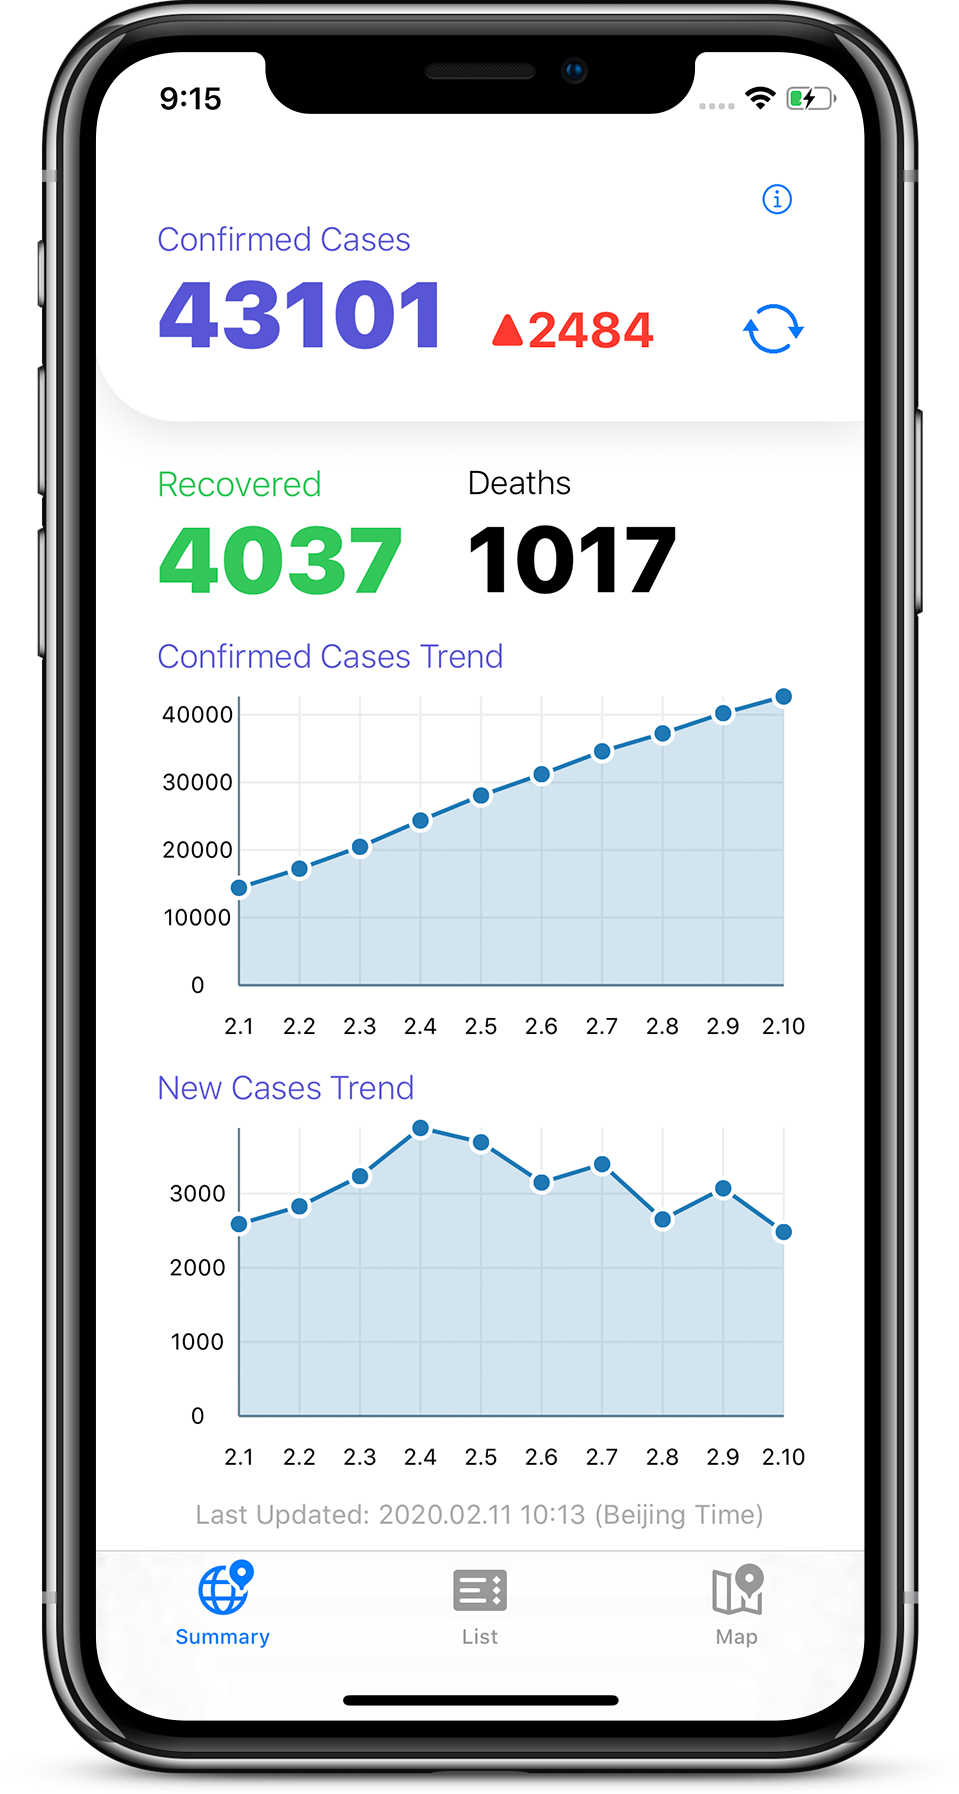 9:15
Confirmed Cases
43101 ▲2484
Recovered Deaths
4037 1017
Confirmed Cases Trend
40000
30000
20000
10000
0
2.1 2.2 2.3 2.4 2.5 2.6 2.7 2.8 2.9 2.10
New Cases Trend
3000
2000
1000
0
2.1 2.2 2.3 2.4 2.5 2.6 2.7 2.8 2.9 2.10
Last Updated: 2020.02.11 10:13 (Beijing Time)
Summary List Map